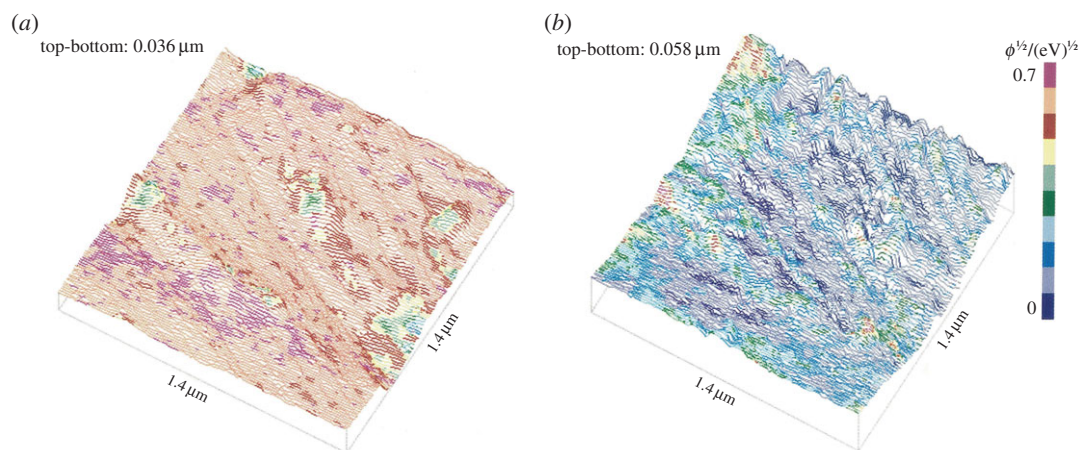 (a)
top-bottom: 0.036 µm
1.4 µm
1.4 µm
(b)
top-bottom: 0.058 µm
1.4 µm
1.4 µm
ϕ½/(eV)½
0.7
0